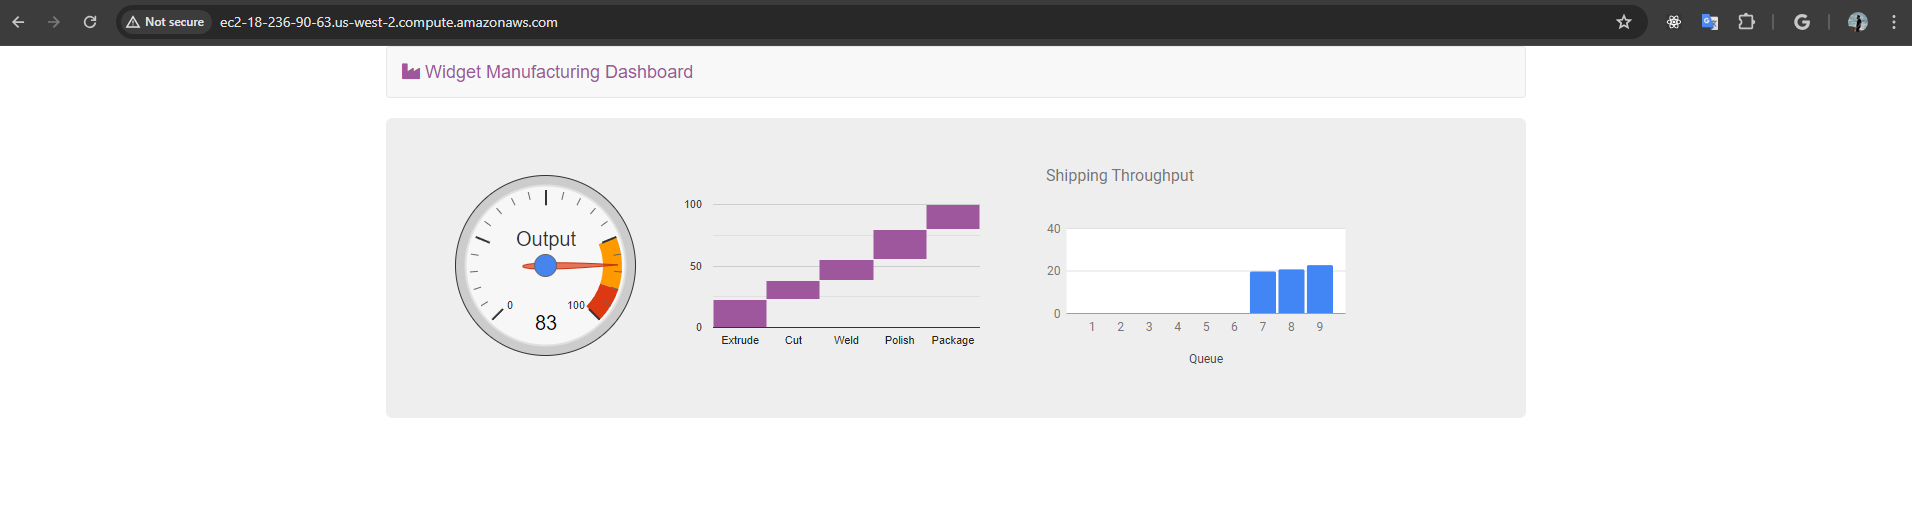 Not secure ec2-18-236-90-63.us-west-2.compute.amazonaws.com
Widget Manufacturing Dashboard
Output
0 100
83
100
50
0
Extrude Cut Weld Polish Package
Shipping Throughput
40
20
0
1 2 3 4 5 6 7 8 9
Queue